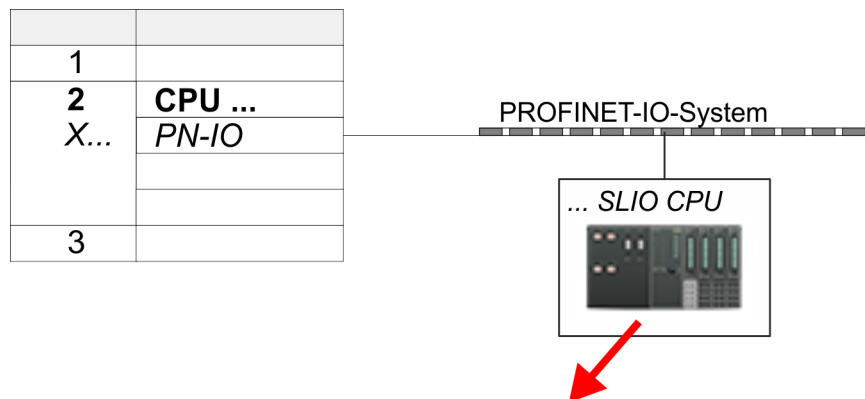 1
2 CPU ...
X... PN-IO
3
PROFINET-IO-System
... SLIO CPU